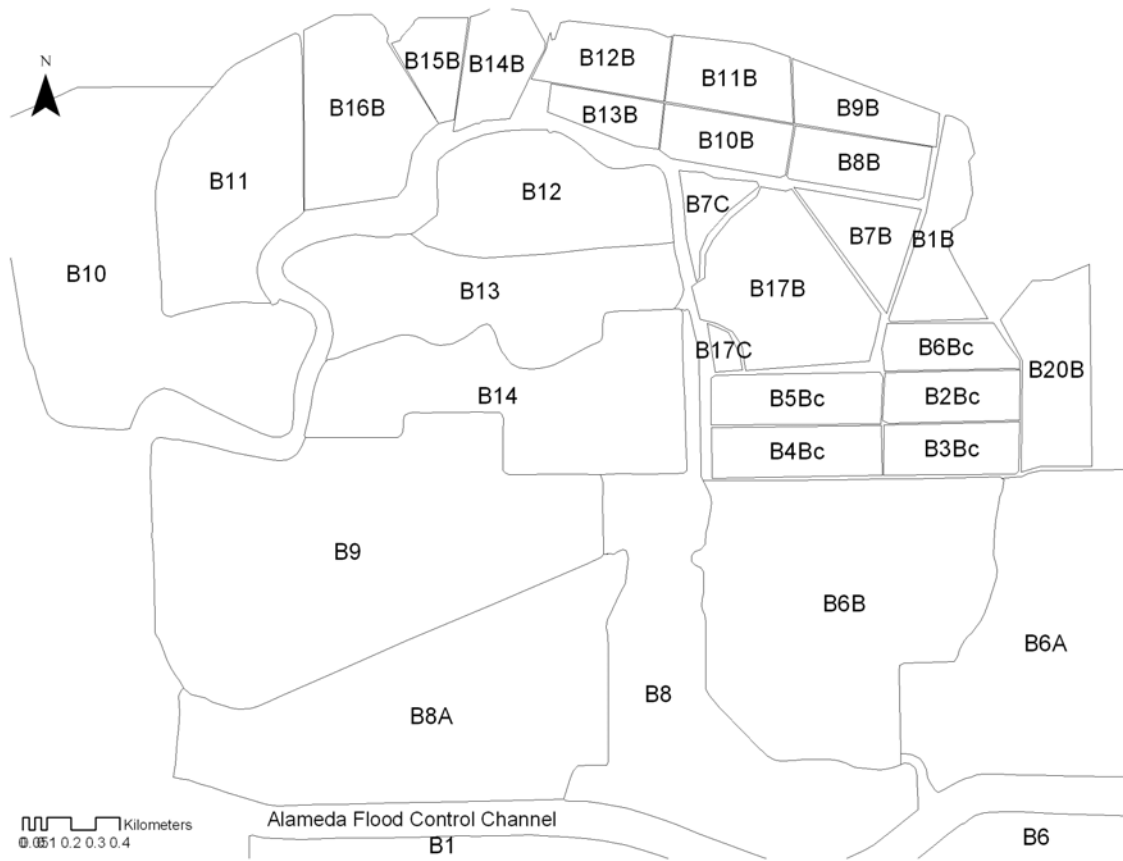 N
B15B
B14B
B12B
B11B
B16B
B9B
B13B
B10B
B8B
B11
B12
B7C
B7B
B1B
B10
B13
B17B
B17C
B6Bc
B20B
B14
B5Bc
B2Bc
B4Bc
B3Bc
B9
B6B
B6A
B8
B8A
Kilometers
0.1 0.2 0.3 0.4
Alameda Flood Control Channel
B1
B6